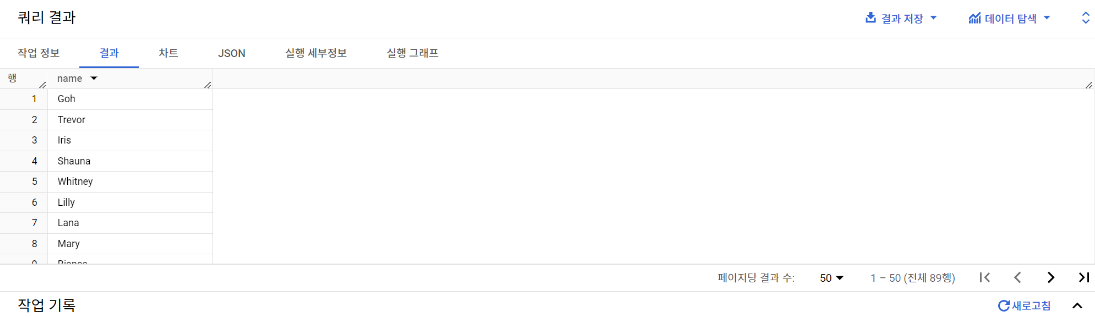 쿼리 결과 결과 저장 데이터 탐색
작업 정보 결과 차트 JSON 실행 세부정보 실행 그래프
행 name
1 Goh
2 Trevor
3 Iris
4 Shauna
5 Whitney
6 Lilly
7 Lana
8 Mary
페이지당 결과 수: 50 1 – 50 (전체 89행)
작업 기록 새로고침